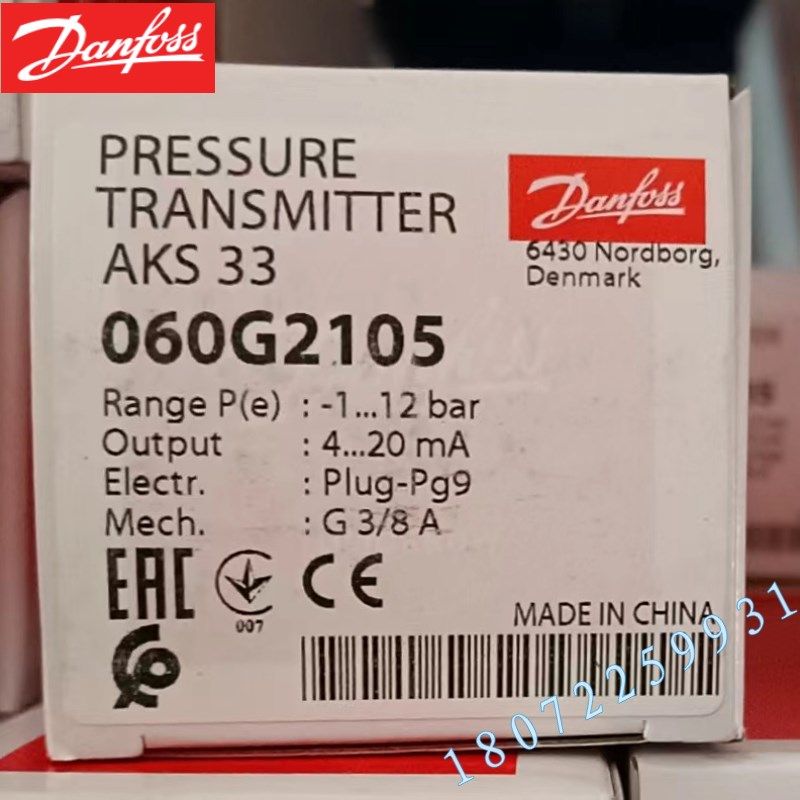 Danfoss
PRESSURE
TRANSMITTER
AKS 33
Danfoss
6430 Nordborg,
Denmark
060G2105
Range P(e) : -1...12 bar
Output : 4...20 mA
Electr. : Plug-Pg9
Mech. : G 3/8 A
EAC
007
CE
MADE IN CHINA
18072259931